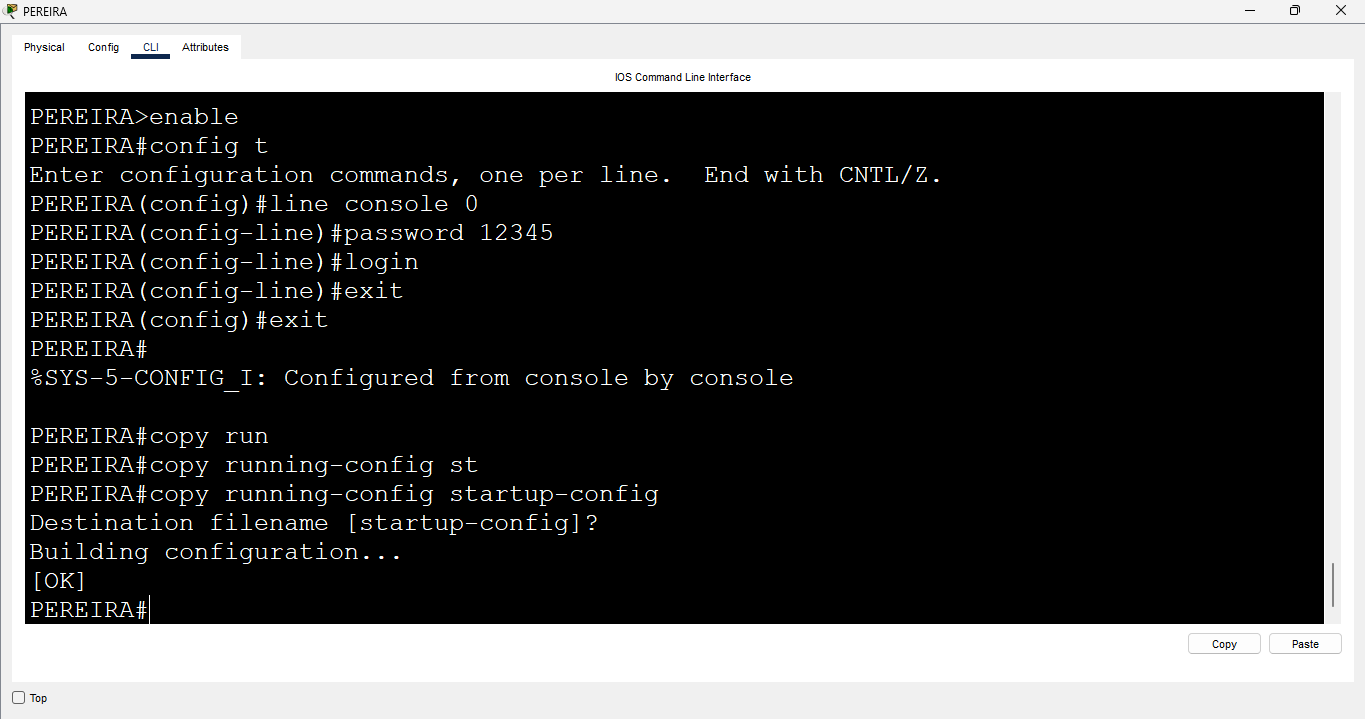 PEREIRA
Physical Config CLI Attributes
IOS Command Line Interface
PEREIRA>enable
PEREIRA#config t
Enter configuration commands, one per line.  End with CNTL/Z.
PEREIRA(config)#line console 0
PEREIRA(config-line)#password 12345
PEREIRA(config-line)#login
PEREIRA(config-line)#exit
PEREIRA(config)#exit
PEREIRA#
%SYS-5-CONFIG_I: Configured from console by console
PEREIRA#copy run
PEREIRA#copy running-config st
PEREIRA#copy running-config startup-config
Destination filename [startup-config]?
Building configuration...
[OK]
PEREIRA#
Copy Paste
Top